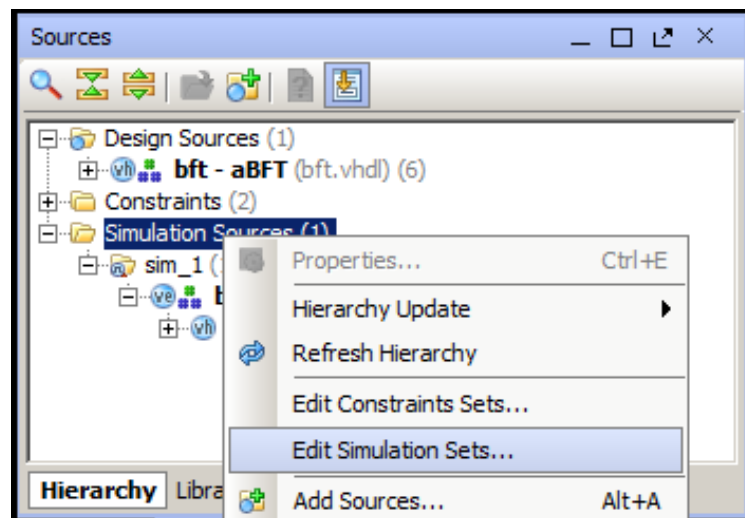 Sources
Design Sources (1)
bft - aBFT (bft.vhdl) (6)
Constraints (2)
Simulation Sources (1)
sim_1 (
Properties... Ctrl+E
Hierarchy Update
Refresh Hierarchy
Edit Constraints Sets...
Edit Simulation Sets...
Hierarchy
Add Sources... Alt+A